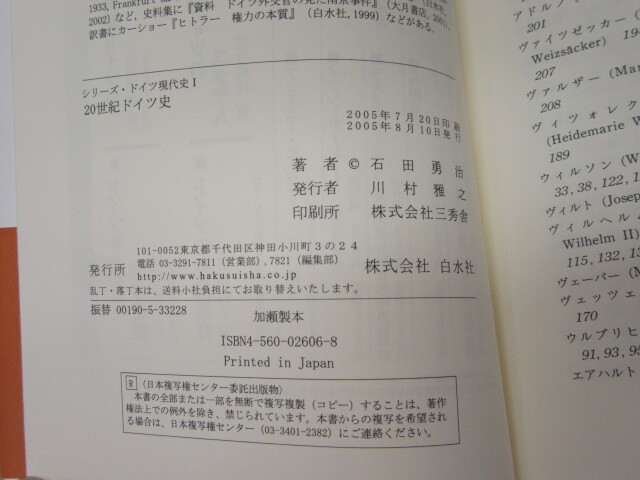 1933, Frankfurt
2002) など, 史料集に『資料 ドイツ外交官の見た南京事件』(大月書店, 2001),
訳書にカーショー『ヒトラー 権力の本質』(白水社, 1999) などがある.
シリーズ・ドイツ現代史 I
20世紀ドイツ史
2005年7月20日印刷
2005年8月10日発行
著者 © 石田勇治
発行者 川村雅之
印刷所 株式会社三秀舎
101-0052東京都千代田区神田小川町3の24
電話 03-3291-7811 (営業部), 7821 (編集部)
発行所 http://www.hakusuisha.co.jp 株式会社 白水社
乱丁・落丁本は、送料小社負担にてお取り替えいたします。
振替 00190-5-33228
加瀬製本
ISBN4-560-02606-8
Printed in Japan
R 〈日本複写権センター委託出版物〉
本書の全部または一部を無断で複写複製（コピー）することは、著作
権法上での例外を除き、禁じられています。本書からの複写を希望され
る場合は、日本複写権センター (03-3401-2382) にご連絡ください。
アドルノ
201
ヴァイツゼッカー
Weizsäcker)
207
ヴァルザー (Mar
208
ヴィツォレク
(Heidemarie W
189
ウィルソン (W
33, 38, 122, 1
ヴィルト (Josep
ヴィルヘルム
Wilhelm II)
115, 132, 13
ヴェーバー (M
ヴェッツェ
170
ウルブリヒ
91, 93, 95
エアハルト